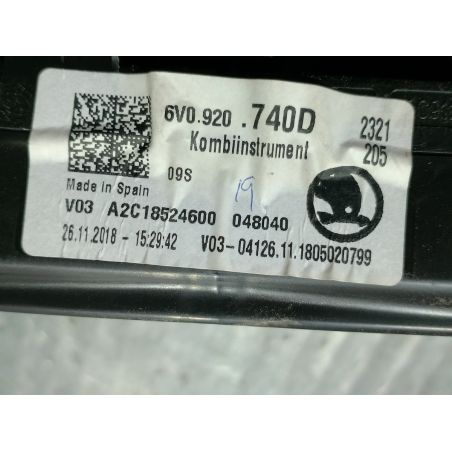 6V0.920 .740D 2321
Kombiinstrument 205
09S
19
Made in Spain
V03 A2C18524600 048040
26.11.2018 - 15:29:42 V03-04126.11.1805020799